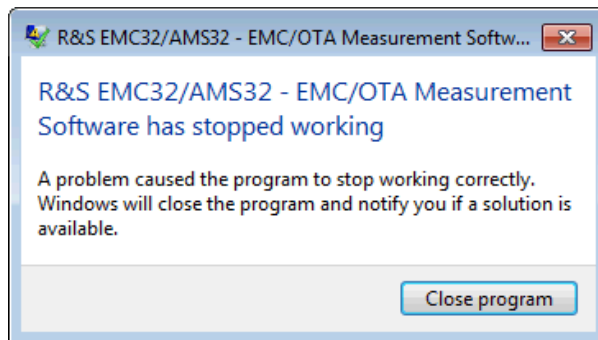 R&S EMC32/AMS32 - EMC/OTA Measurement Softw...
R&S EMC32/AMS32 - EMC/OTA Measurement
Software has stopped working
A problem caused the program to stop working correctly.
Windows will close the program and notify you if a solution is
available.
Close program